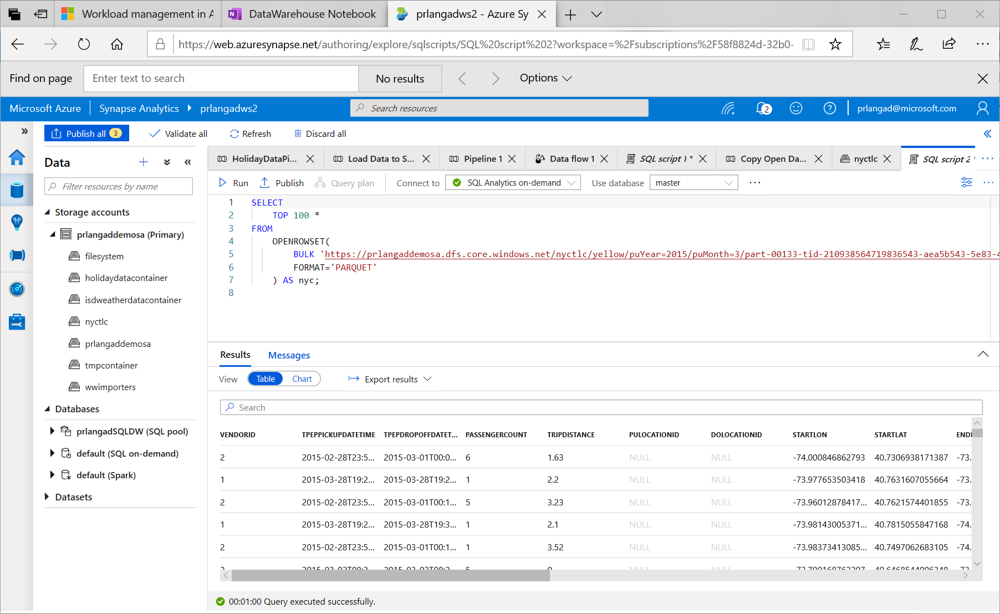 Workload management in A
DataWarehouse Notebook
prlangadws2 - Azure Sy
https://web.azuresynapse.net/authoring/explore/sqlscripts/SQL%20script%202?workspace=%2Fsubscriptions%2F58f8824d-32b0-
Find on page
Enter text to search
No results
Options
Microsoft Azure
Synapse Analytics
prlangadws2
Search resources
2
prlangad@microsoft.com
Publish all 3
Validate all
Refresh
Discard all
Data
Filter resources by name
Storage accounts
prlangaddemosa (Primary)
filesystem
holidaydatacontainer
isdweatherdatacontainer
nyctlc
prlangaddemosa
tmpcontainer
wwimporters
Databases
prlangadSQLDW (SQL pool)
default (SQL on-demand)
default (Spark)
Datasets
HolidayDataPi...
Load Data to S...
Pipeline 1
Data flow 1
SQL script 1 *
Copy Open Da...
nyctlc
SQL script 2 *
Run
Publish
Query plan
Connect to
SQL Analytics on-demand
Use database
master
1 SELECT
2 TOP 100 *
3 FROM
4 OPENROWSET(
5 BULK 'https://prlangaddemosa.dfs.core.windows.net/nyctlc/yellow/puYear=2015/puMonth=3/part-00133-tid-210938564719836543-aea5b543-5e83-4
6 FORMAT='PARQUET'
7 ) AS nyc;
8
Results
Messages
View
Table
Chart
Export results
Search
VENDORID TPEPPICKUPDATETIME TPEPDROPOFFDATET... PASSENGERCOUNT TRIPDISTANCE PULOCATIONID DOLOCATIONID STARTLON STARTLAT ENDL
2 2015-02-28T23:5... 2015-03-01T00:0... 6 1.63 NULL NULL -74.000846862793 40.7306938171387 -73.
1 2015-03-28T19:2... 2015-03-28T19:2... 1 2.2 NULL NULL -73.977653503418 40.7631607055664 -73.
2 2015-02-28T23:5... 2015-03-01T00:1... 5 3.23 NULL NULL -73.96012878417... 40.7621574401855 -73.
1 2015-03-28T19:2... 2015-03-28T19:3... 1 2.1 NULL NULL -73.98143005371... 40.7815055847168 -74.
2 2015-02-28T23:5... 2015-03-01T00:1... 1 3.52 NULL NULL -73.98373413085... 40.7497062683105 -74.
NULL NULL
00:01:00 Query executed successfully.